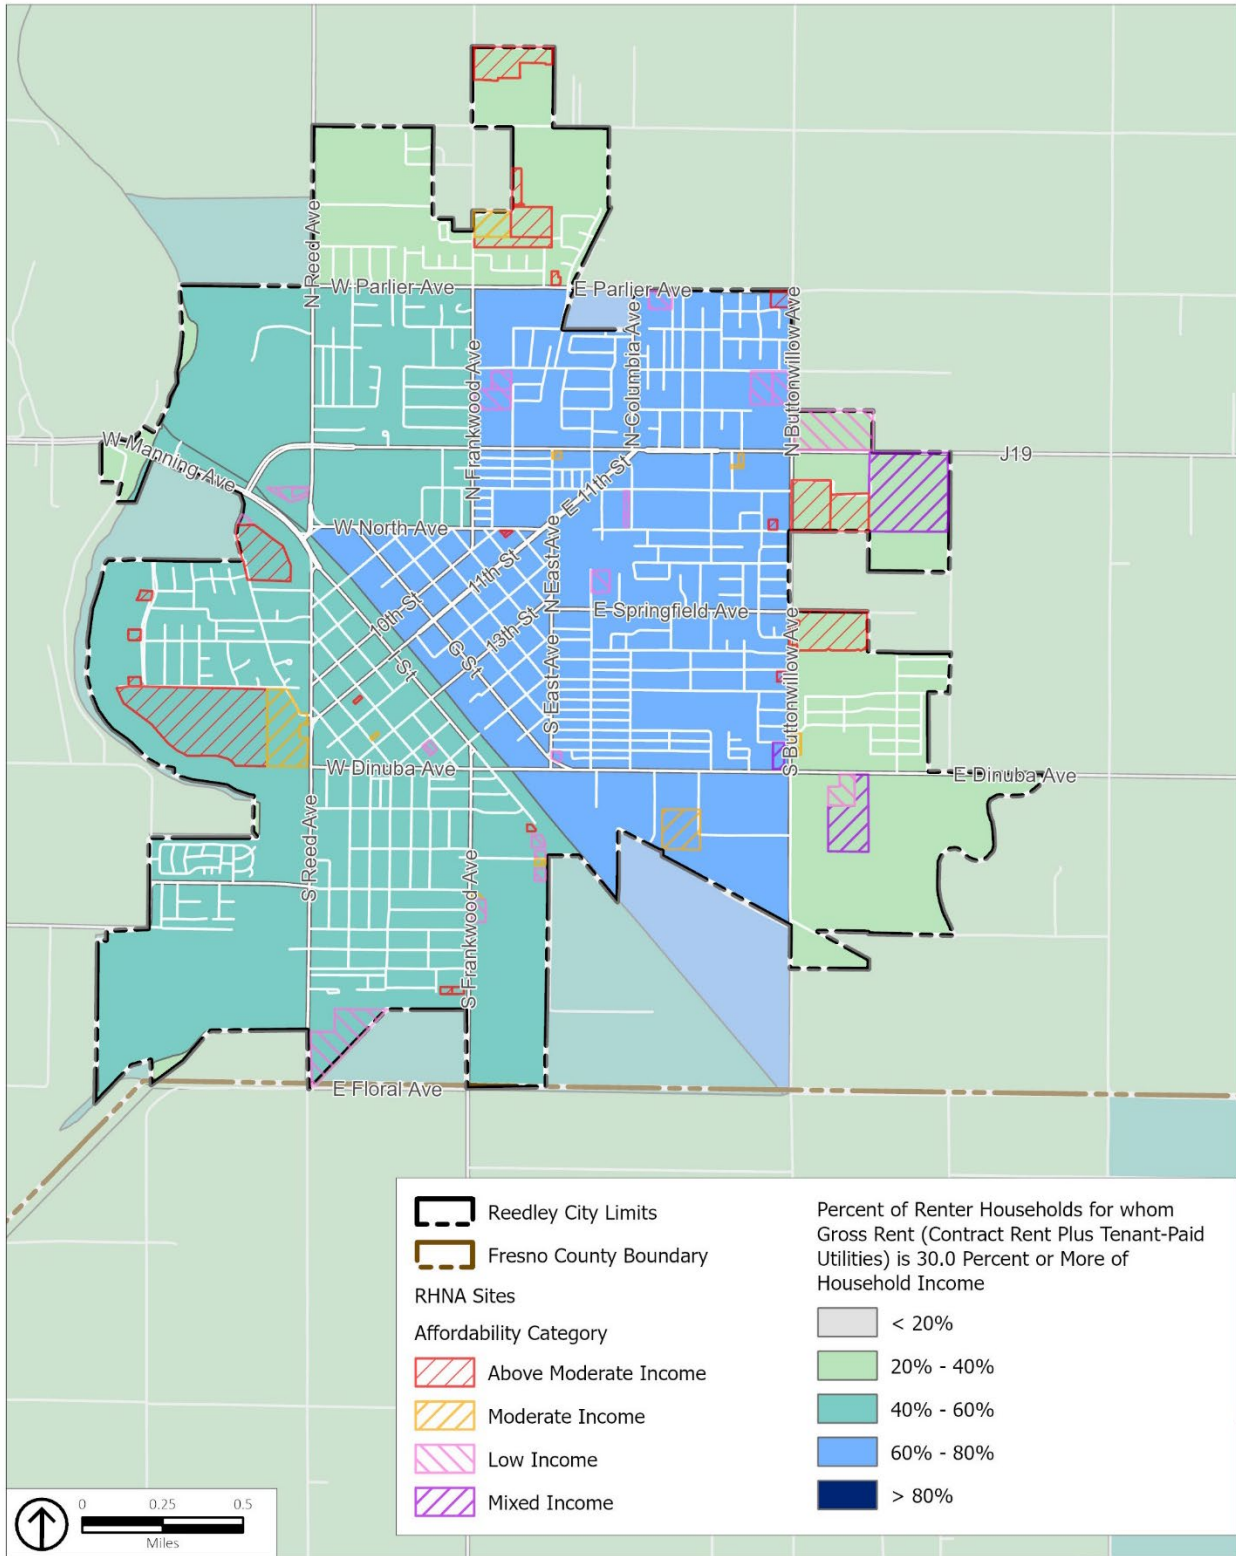 N Reed Ave
W Parlier Ave
E Parlier Ave
N Frankwood Ave
N Columbia Ave
N Buttonwillow Ave
W Manning Ave
J19
E 11th St
W North Ave
11th St
10th St
N East Ave
13th St
E Springfield Ave
G St
I St
S East Ave
S Buttonwillow Ave
W Dinuba Ave
E Dinuba Ave
S Reed Ave
S Frankwood Ave
E Floral Ave
Reedley City Limits
Fresno County Boundary
RHNA Sites
Affordability Category
Above Moderate Income
Moderate Income
Low Income
Mixed Income
Percent of Renter Households for whom
Gross Rent (Contract Rent Plus Tenant-Paid
Utilities) is 30.0 Percent or More of
Household Income
< 20%
20% - 40%
40% - 60%
60% - 80%
> 80%
0 0.25 0.5
Miles